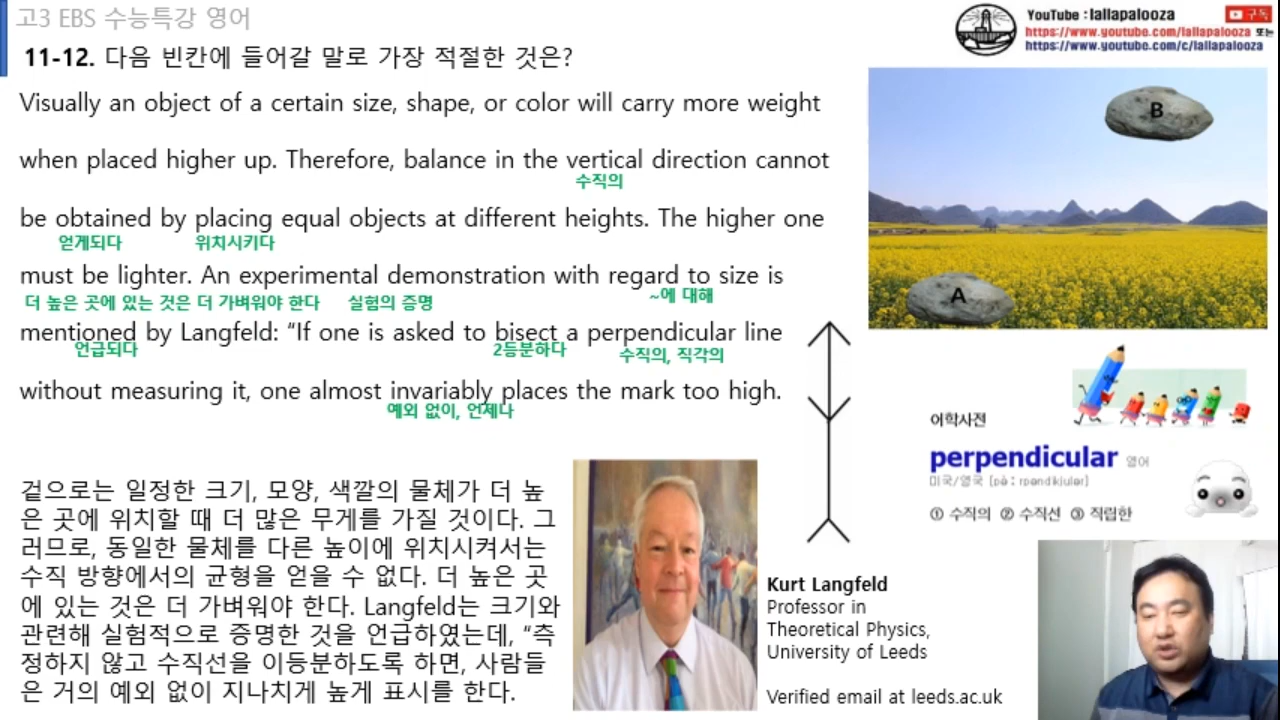 고3 EBS 수능특강 영어
11-12. 다음 빈칸에 들어갈 말로 가장 적절한 것은?
YouTube : lallapalooza
구독
https://www.youtube.com/lallapalooza 또는
https://www.youtube.com/c/lallapalooza
Visually an object of a certain size, shape, or color will carry more weight
when placed higher up. Therefore, balance in the vertical direction cannot
수직의
be obtained by placing equal objects at different heights. The higher one
얻게되다 위치시키다
must be lighter. An experimental demonstration with regard to size is
더 높은 곳에 있는 것은 더 가벼워야 한다 실험의 증명 ~에 대해
mentioned by Langfeld: “If one is asked to bisect a perpendicular line
언급되다 2등분하다 수직의, 직각의
without measuring it, one almost invariably places the mark too high.
예외 없이, 언제나
B
A
어학사전
perpendicular 영어
미국/영국 [pə̀ːrpəndíkjulər]
① 수직의 ② 수직선 ③ 직립한
겉으로는 일정한 크기, 모양, 색깔의 물체가 더 높
은 곳에 위치할 때 더 많은 무게를 가질 것이다. 그
러므로, 동일한 물체를 다른 높이에 위치시켜서는
수직 방향에서의 균형을 얻을 수 없다. 더 높은 곳
에 있는 것은 더 가벼워야 한다. Langfeld는 크기와
관련해 실험적으로 증명한 것을 언급하였는데, “측
정하지 않고 수직선을 이등분하도록 하면, 사람들
은 거의 예외 없이 지나치게 높게 표시를 한다.
Kurt Langfeld
Professor in
Theoretical Physics,
University of Leeds
Verified email at leeds.ac.uk